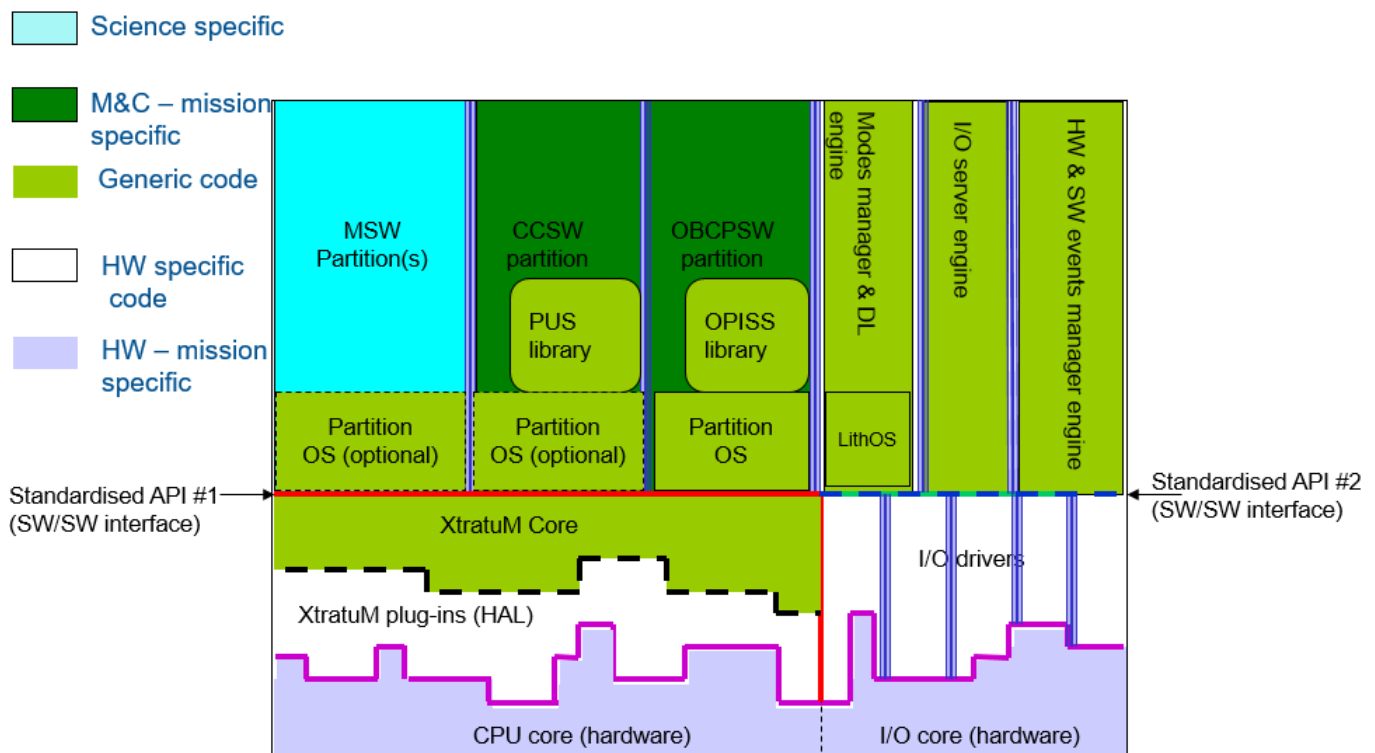 Science specific
M&C – mission
specific
Generic code
HW specific
code
HW – mission
specific
MSW
Partition(s)
CCSW
partition
OBCPSW
partition
PUS
library
OPISS
library
Modes manager & DL
engine
I/O server engine
HW & SW events manager engine
Partition
OS (optional)
Partition
OS (optional)
Partition
OS
LithOS
Standardised API #1
(SW/SW interface)
Standardised API #2
(SW/SW interface)
XtratuM Core
I/O drivers
XtratuM plug-ins (HAL)
CPU core (hardware)
I/O core (hardware)